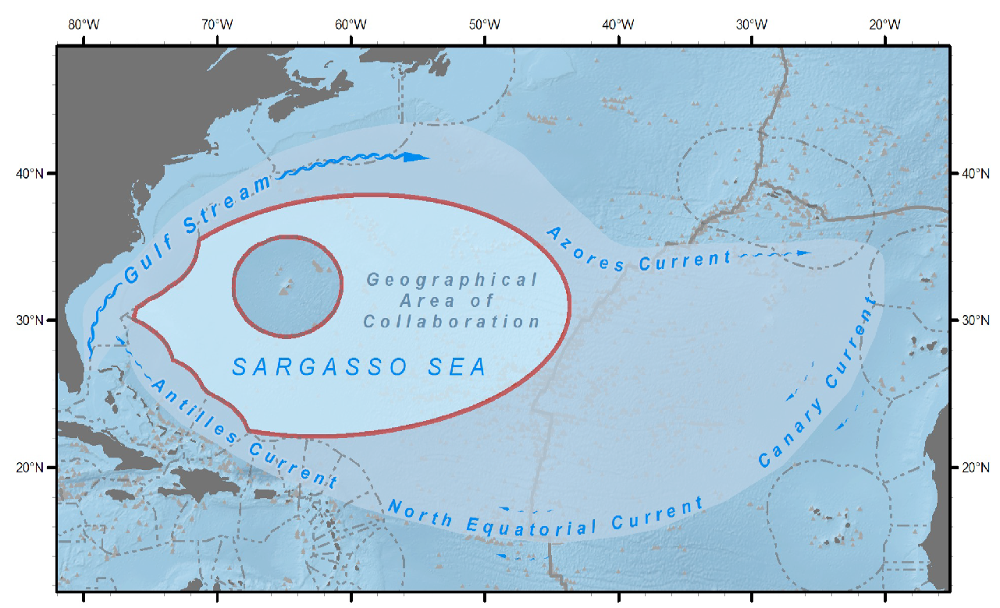 80°W 70°W 60°W 50°W 40°W 30°W 20°W
40°N 40°N
Gulf Stream
Azores Current
Geographical
Area of
Collaboration
30°N 30°N
SARGASSO SEA
Canary Current
Antilles Current
20°N 20°N
North Equatorial Current